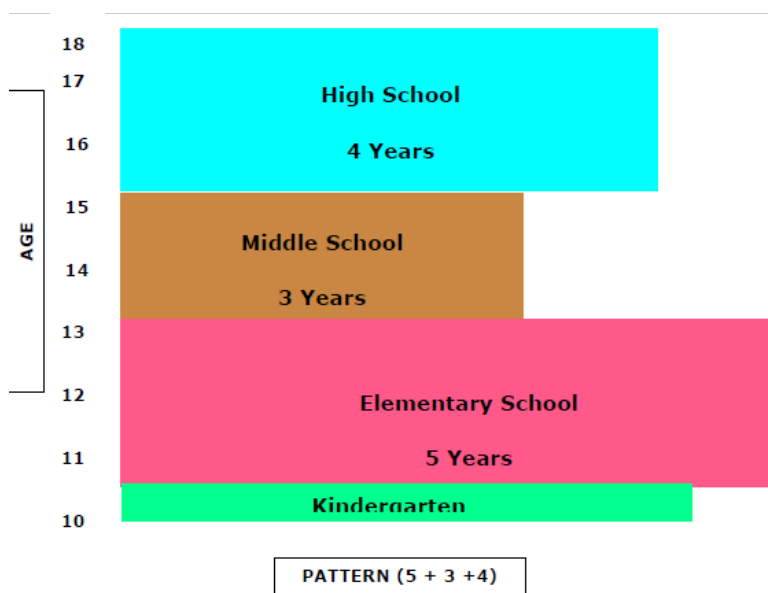 18
17
High School
16
4 Years
15
AGE
Middle School
14
3 Years
13
12
Elementary School
11
5 Years
Kindergarten
10
PATTERN (5 + 3 +4)